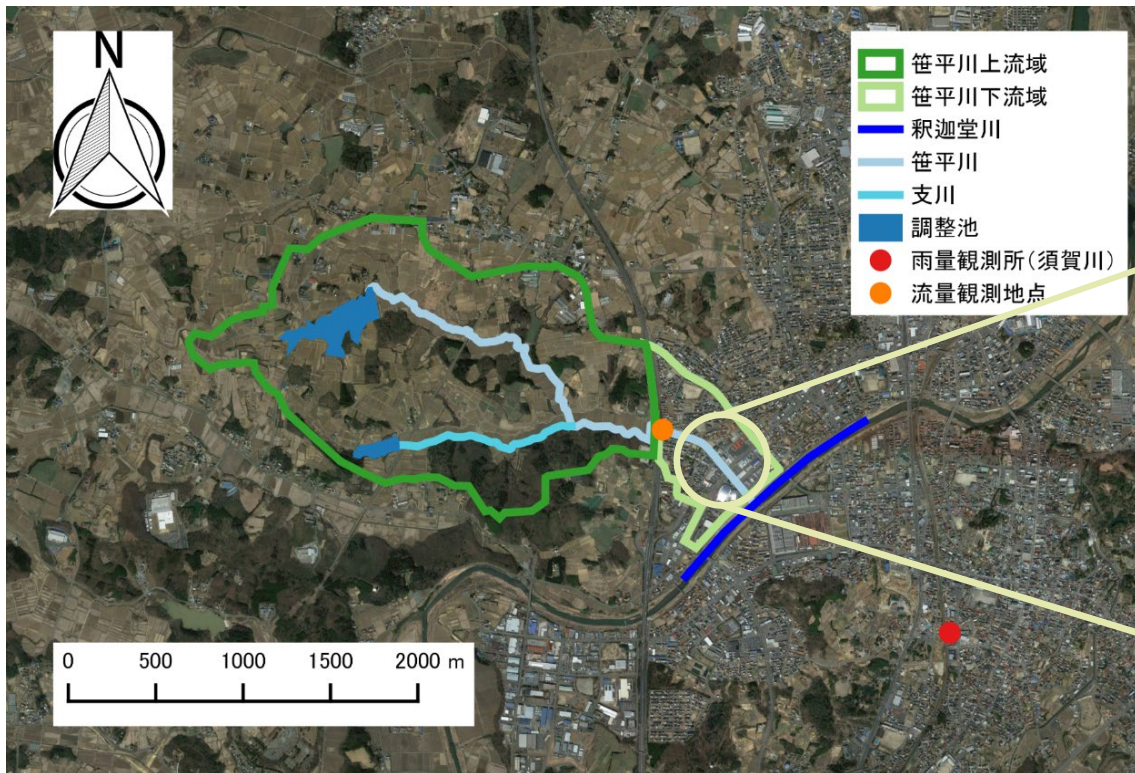 N
笹平川上流域
笹平川下流域
釈迦堂川
笹平川
支川
調整池
雨量観測所(須賀川)
流量観測地点
0 500 1000 1500 2000 m